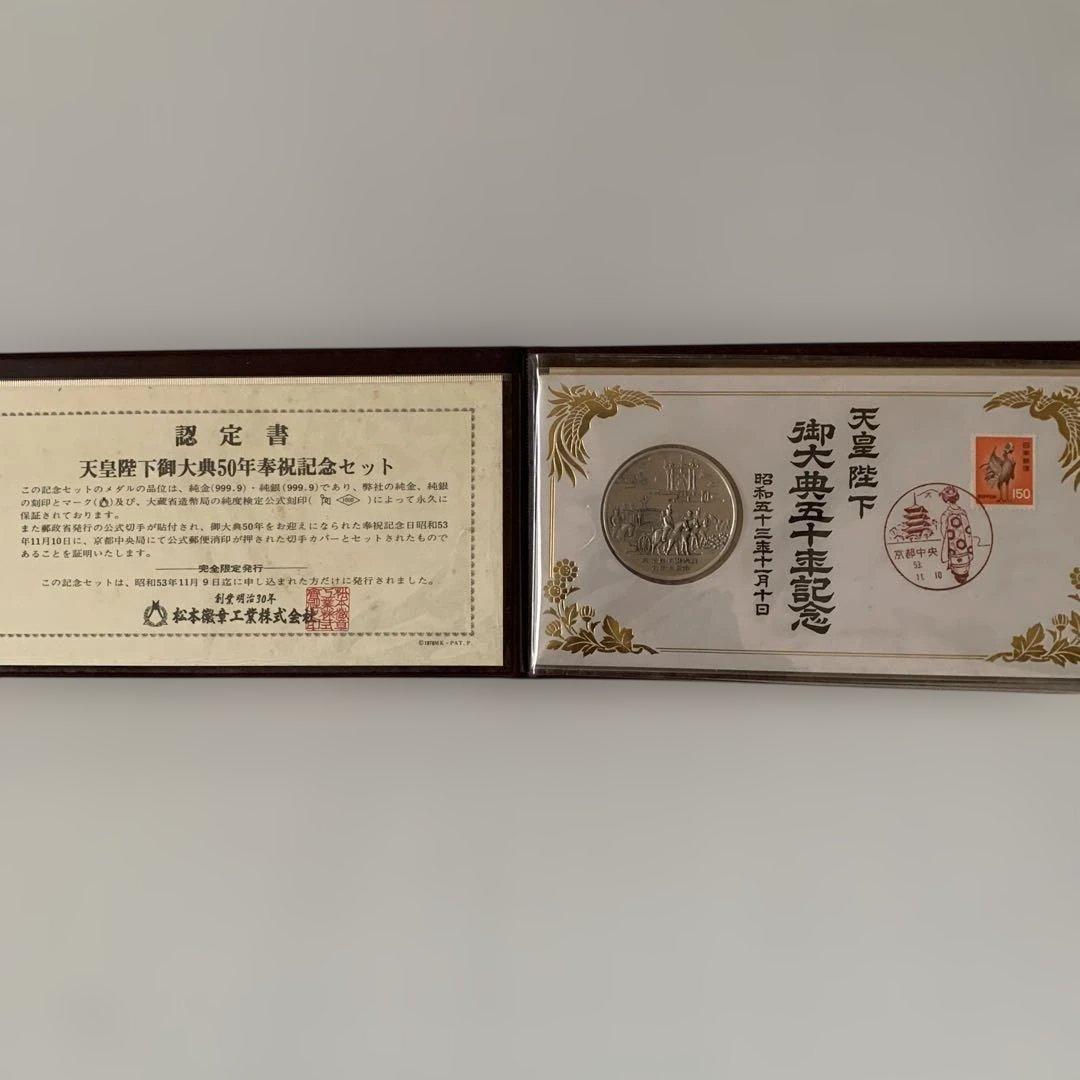 認定書
天皇陛下御大典50年奉祝記念セット
この記念セットのメダルの品位は、純金(999.9)・純銀(999.9)であり、弊社の純金、純銀
の刻印とマーク( )及び、大蔵省造幣局の純度検定公式刻印( <1000> )によって永久に
保証されております。
また郵政省発行の公式切手が貼付され、御大典50年をお迎えになられた奉祝記念日昭和53
年11月10日に、京都中央局にて公式郵便消印が押された切手カバーとセットされたもので
あることを証明いたします。
完全限定発行
この記念セットは、昭和53年11月9日迄に申し込まれた方だけに発行されました。
創業明治30年
松本徽章工業株式会社
天皇陛下
御大典五十年記念
昭和五十三年十一月十日
日本郵便
NIPPON
150
京都中央
53.
11.10